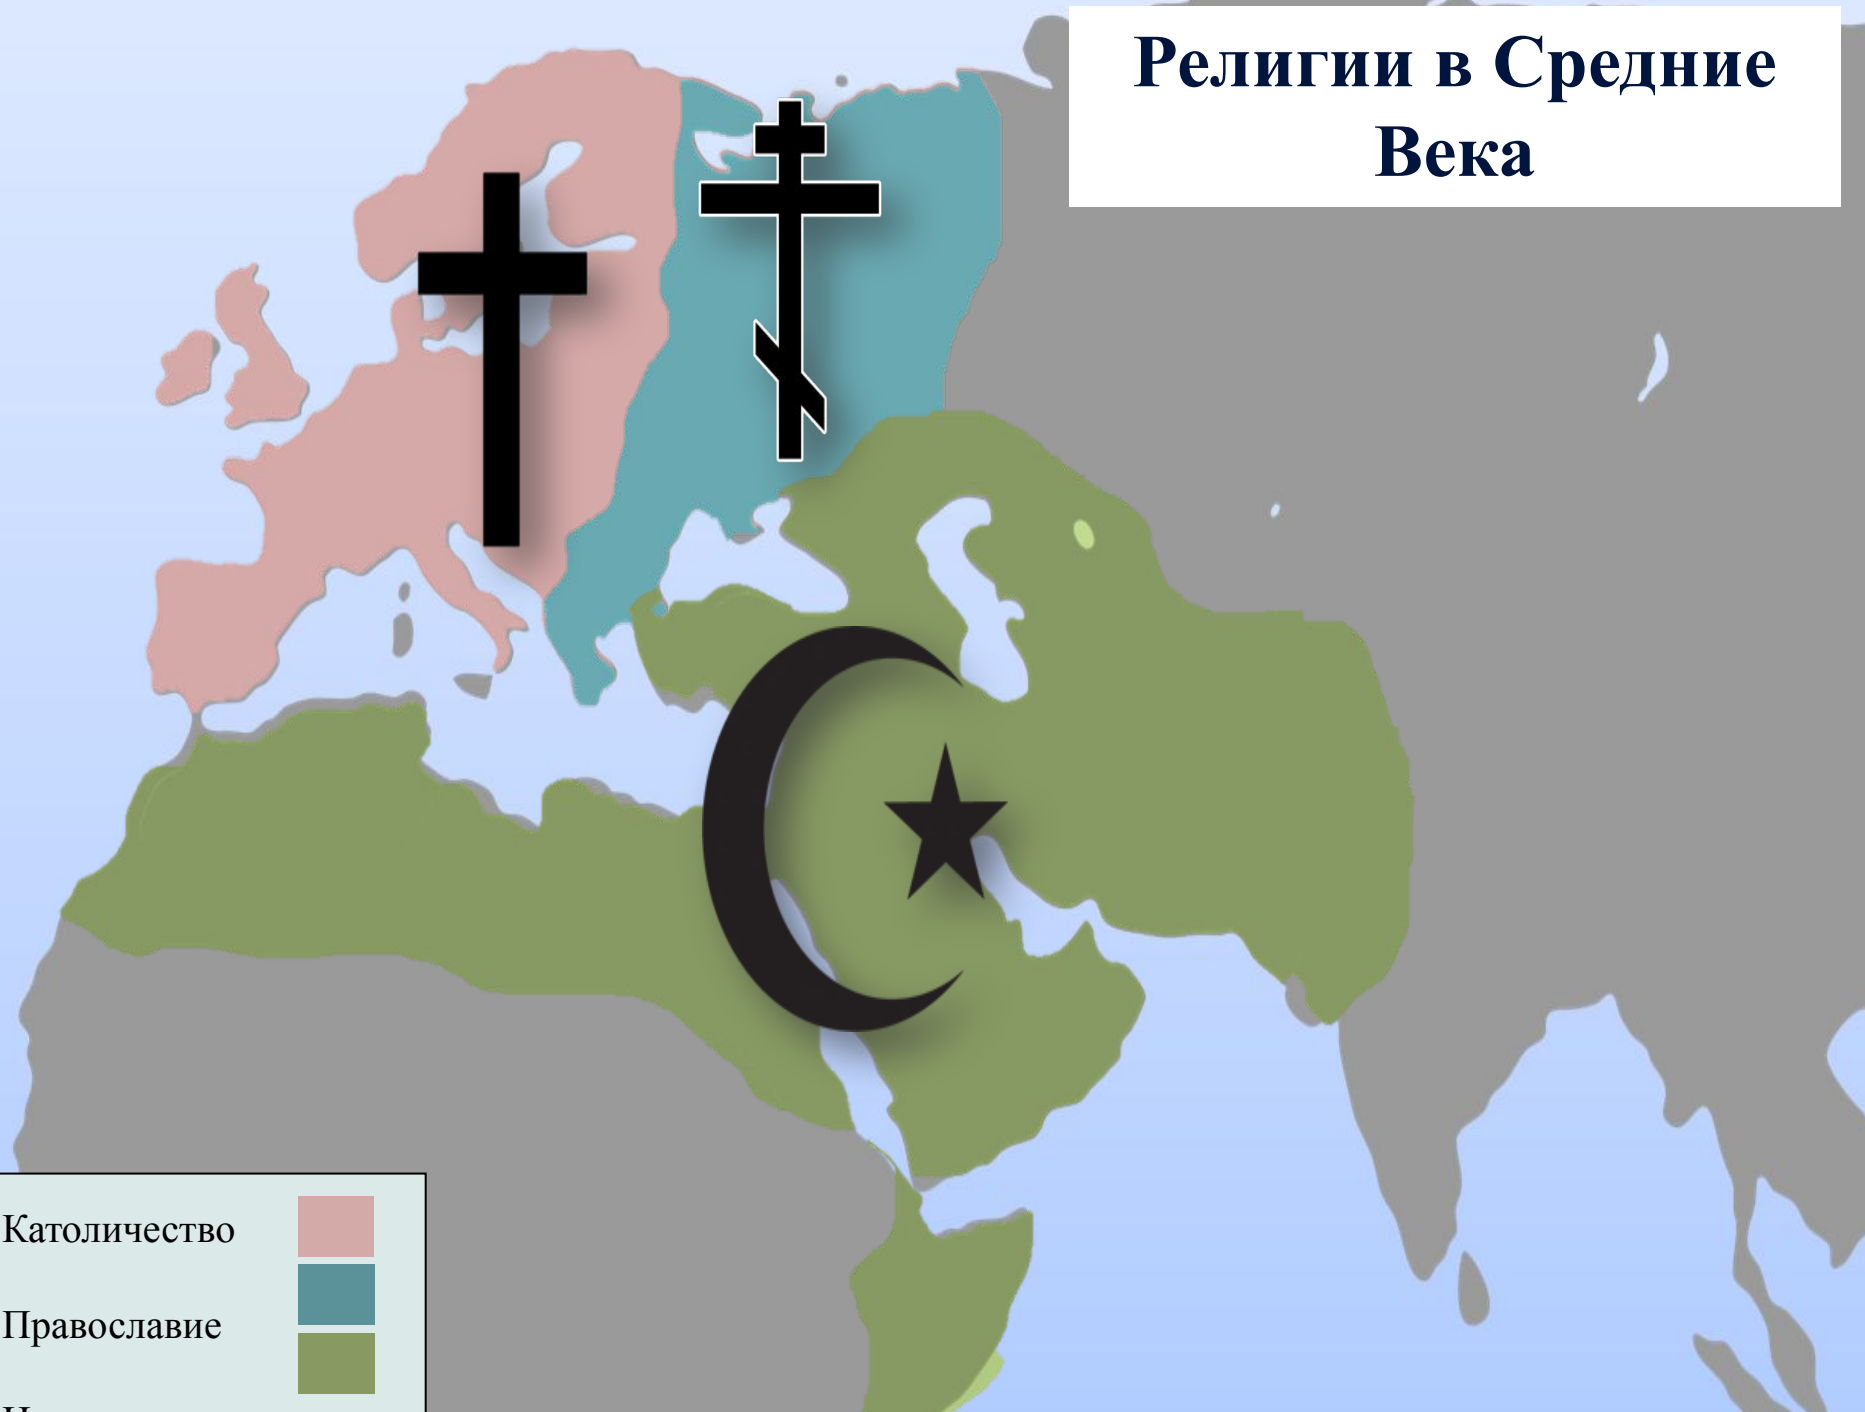 Религии в Средние
Века
Католичество
Православие